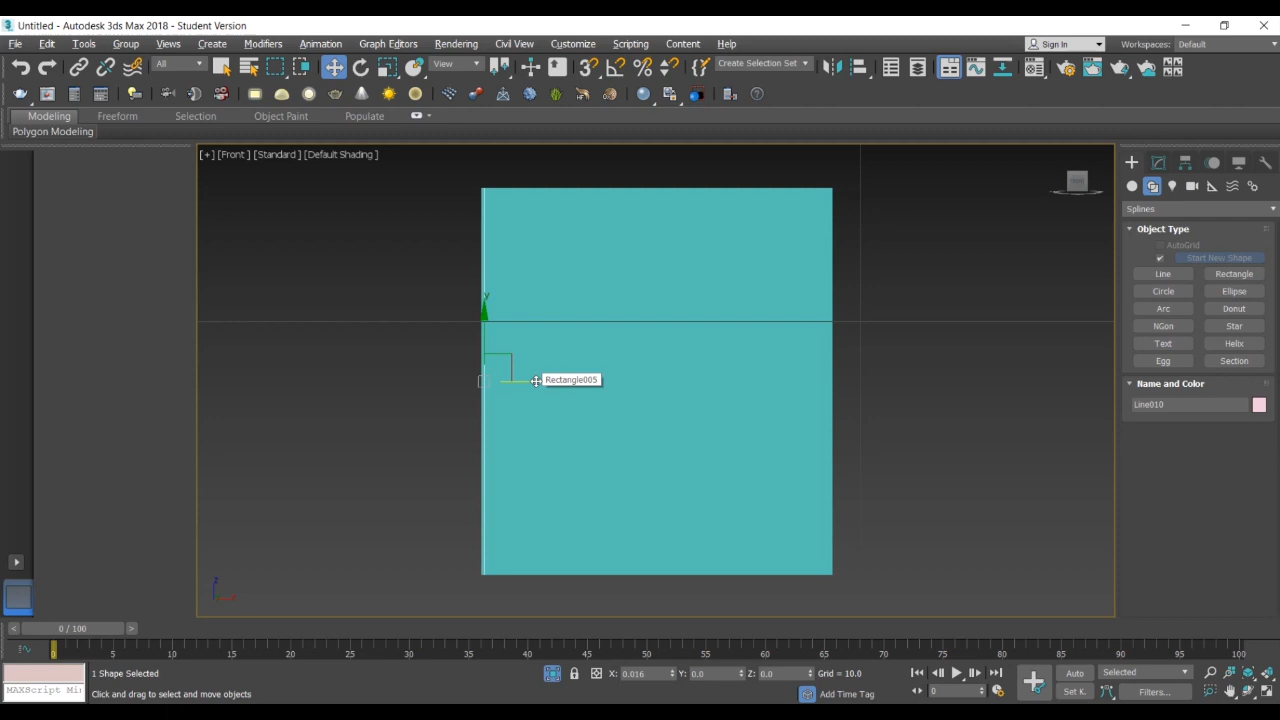 Untitled - Autodesk 3ds Max 2018 - Student Version
File Edit Tools Group Views Create Modifiers Animation Graph Editors Rendering Civil View Customize Scripting Content Help
Sign In Workspaces: Default
All View Create Selection Set
Modeling Freeform Selection Object Paint Populate
Polygon Modeling
[+] [Front ] [Standard ] [Default Shading ]
Splines
Object Type
AutoGrid
Start New Shape
Line Rectangle
Circle Ellipse
Arc Donut
NGon Star
Text Helix
Egg Section
Name and Color
Line010
y
Rectangle005
z
< 0 / 100 >
0 5 10 15 20 25 30 35 40 45 50 55 60 65 70 75 80 85 90 95 100
1 Shape Selected X: 0.016 Y: 0.0 Z: 0.0 Grid = 10.0 Auto Selected
MAXScript Mi Click and drag to select and move objects Add Time Tag 0 Set K. Filters...